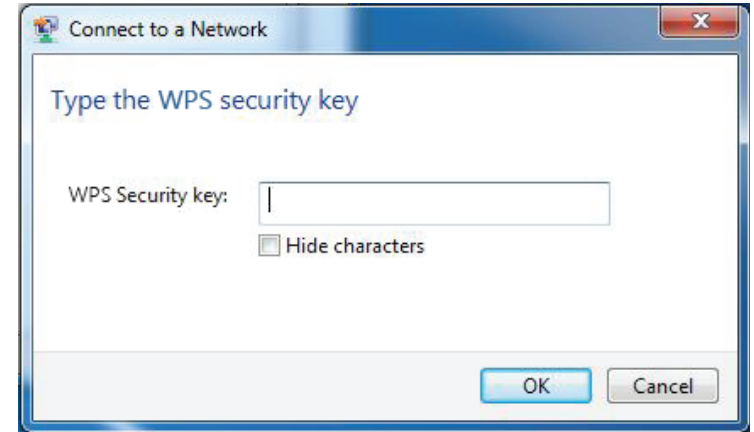 Connect to a Network
Type the WPS security key
WPS Security key:
Hide characters
OK
Cancel